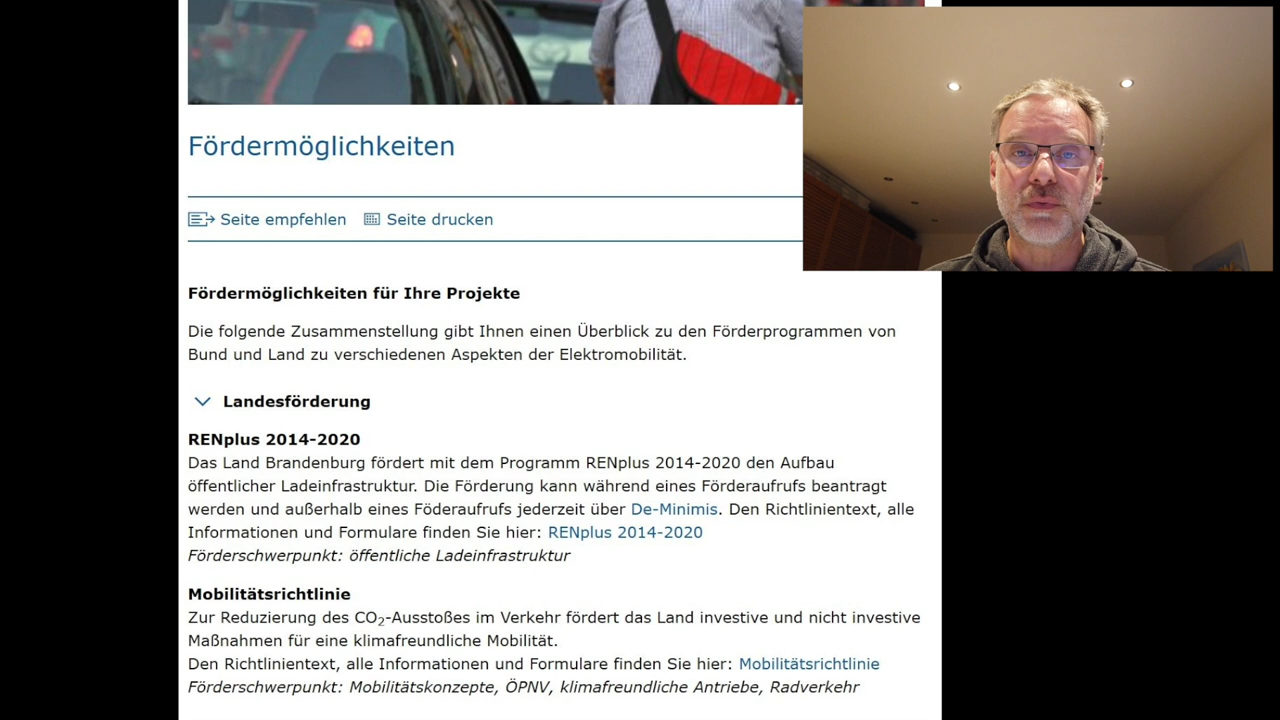 Fördermöglichkeiten
Seite empfehlen Seite drucken
Fördermöglichkeiten für Ihre Projekte
Die folgende Zusammenstellung gibt Ihnen einen Überblick zu den Förderprogrammen von
Bund und Land zu verschiedenen Aspekten der Elektromobilität.
Landesförderung
RENplus 2014-2020
Das Land Brandenburg fördert mit dem Programm RENplus 2014-2020 den Aufbau
öffentlicher Ladeinfrastruktur. Die Förderung kann während eines Förderaufrufs beantragt
werden und außerhalb eines Föderaufrufs jederzeit über De-Minimis. Den Richtlinientext, alle
Informationen und Formulare finden Sie hier: RENplus 2014-2020
Förderschwerpunkt: öffentliche Ladeinfrastruktur
Mobilitätsrichtlinie
Zur Reduzierung des CO₂-Ausstoßes im Verkehr fördert das Land investive und nicht investive
Maßnahmen für eine klimafreundliche Mobilität.
Den Richtlinientext, alle Informationen und Formulare finden Sie hier: Mobilitätsrichtlinie
Förderschwerpunkt: Mobilitätskonzepte, ÖPNV, klimafreundliche Antriebe, Radverkehr